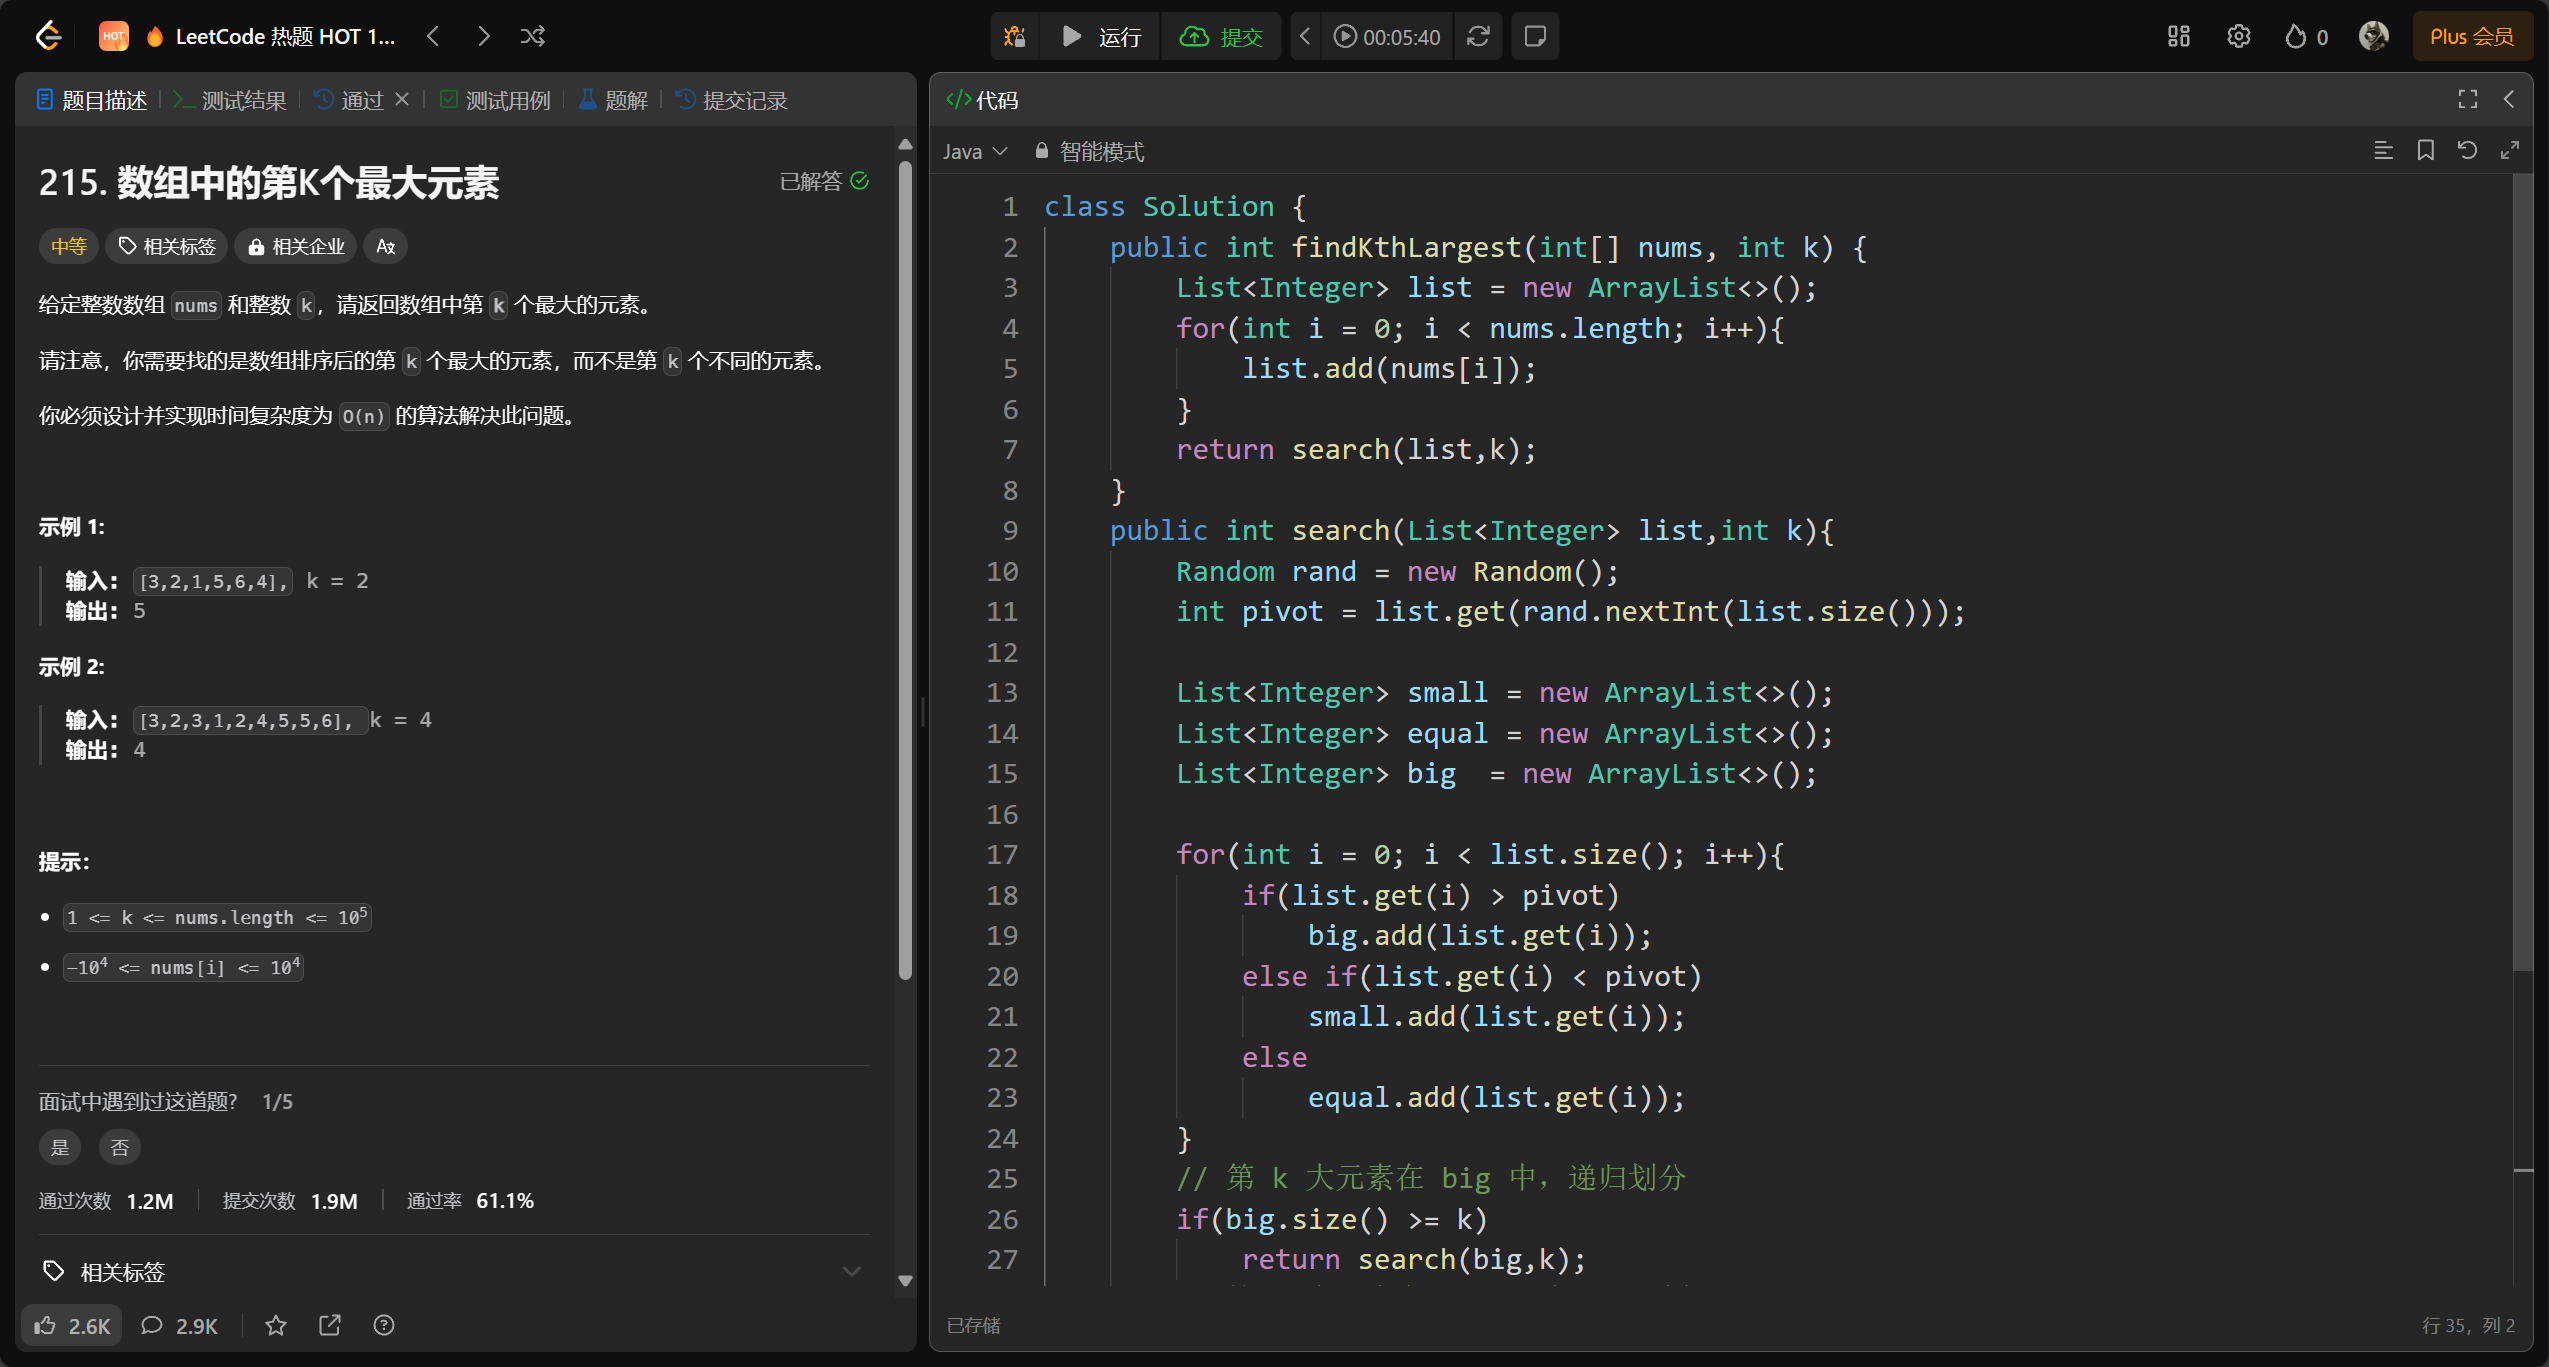 HOT LeetCode 热题 HOT 1... 运行 提交 00:05:40 0 Plus 会员
题目描述 测试结果 通过 测试用例 题解 提交记录
215. 数组中的第K个最大元素 已解答
中等 相关标签 相关企业
给定整数数组 nums 和整数 k，请返回数组中第 k 个最大的元素。
请注意，你需要找的是数组排序后的第 k 个最大的元素，而不是第 k 个不同的元素。
你必须设计并实现时间复杂度为 O(n) 的算法解决此问题。
示例 1:
输入: [3,2,1,5,6,4], k = 2
输出: 5
示例 2:
输入: [3,2,3,1,2,4,5,5,6], k = 4
输出: 4
提示:
1 <= k <= nums.length <= 10⁵
-10⁴ <= nums[i] <= 10⁴
面试中遇到过这道题? 1/5
是 否
通过次数 1.2M 提交次数 1.9M 通过率 61.1%
相关标签
2.6K 2.9K
</> 代码
Java 智能模式
1 class Solution {
2 public int findKthLargest(int[] nums, int k) {
3 List<Integer> list = new ArrayList<>();
4 for(int i = 0; i < nums.length; i++){
5 list.add(nums[i]);
6 }
7 return search(list,k);
8 }
9 public int search(List<Integer> list,int k){
10 Random rand = new Random();
11 int pivot = list.get(rand.nextInt(list.size()));
12
13 List<Integer> small = new ArrayList<>();
14 List<Integer> equal = new ArrayList<>();
15 List<Integer> big  = new ArrayList<>();
16
17 for(int i = 0; i < list.size(); i++){
18 if(list.get(i) > pivot)
19 big.add(list.get(i));
20 else if(list.get(i) < pivot)
21 small.add(list.get(i));
22 else
23 equal.add(list.get(i));
24 }
25 // 第 k 大元素在 big 中，递归划分
26 if(big.size() >= k)
27 return search(big,k);
已存储 行 35，列 2